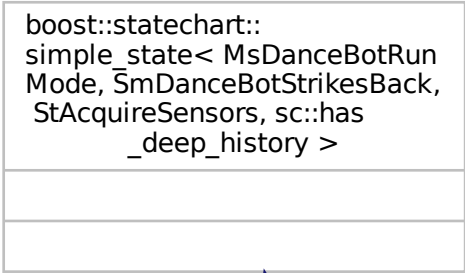 boost::statechart::
simple_state< MsDanceBotRun
Mode, SmDanceBotStrikesBack,
StAcquireSensors, sc::has
_deep_history >